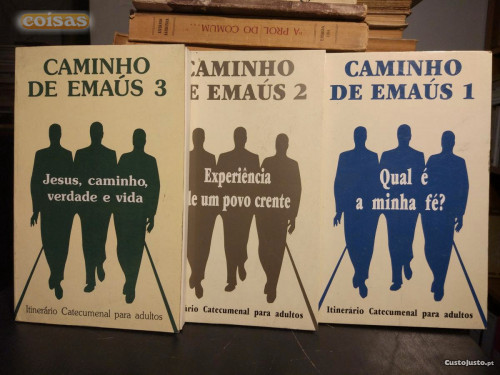 coisas
"A PROL DO COMUM...
CAMINHO
DE EMAÚS 3
Jesus, caminho,
verdade e vida
Itinerário Catecumenal para adultos
CAMINHO
E EMAÚS 2
Experiência
de um povo crente
rio Catecumenal para adultos
CAMINHO
DE EMAÚS 1
Qual é
a minha fé?
Itinerário Catecumenal para adultos
CustoJusto.pt